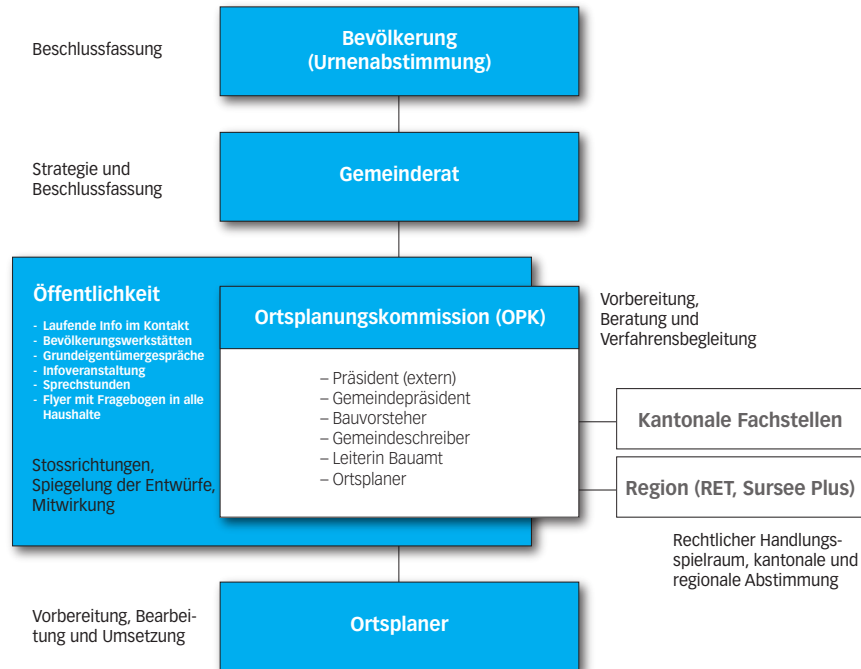 Beschlussfassung
Bevölkerung
(Urnenabstimmung)
Strategie und
Beschlussfassung
Gemeinderat
Öffentlichkeit
- Laufende Info im Kontakt
- Bevölkerungswerkstätten
- Grundeigentümergespräche
- Infoveranstaltung
- Sprechstunden
- Flyer mit Fragebogen in alle
Haushalte
Stossrichtungen,
Spiegelung der Entwürfe,
Mitwirkung
Ortsplanungskommission (OPK)
– Präsident (extern)
– Gemeindepräsident
– Bauvorsteher
– Gemeindeschreiber
– Leiterin Bauamt
– Ortsplaner
Vorbereitung,
Beratung und
Verfahrensbegleitung
Kantonale Fachstellen
Region (RET, Sursee Plus)
Rechtlicher Handlungs-
spielraum, kantonale und
regionale Abstimmung
Vorbereitung, Bearbei-
tung und Umsetzung
Ortsplaner